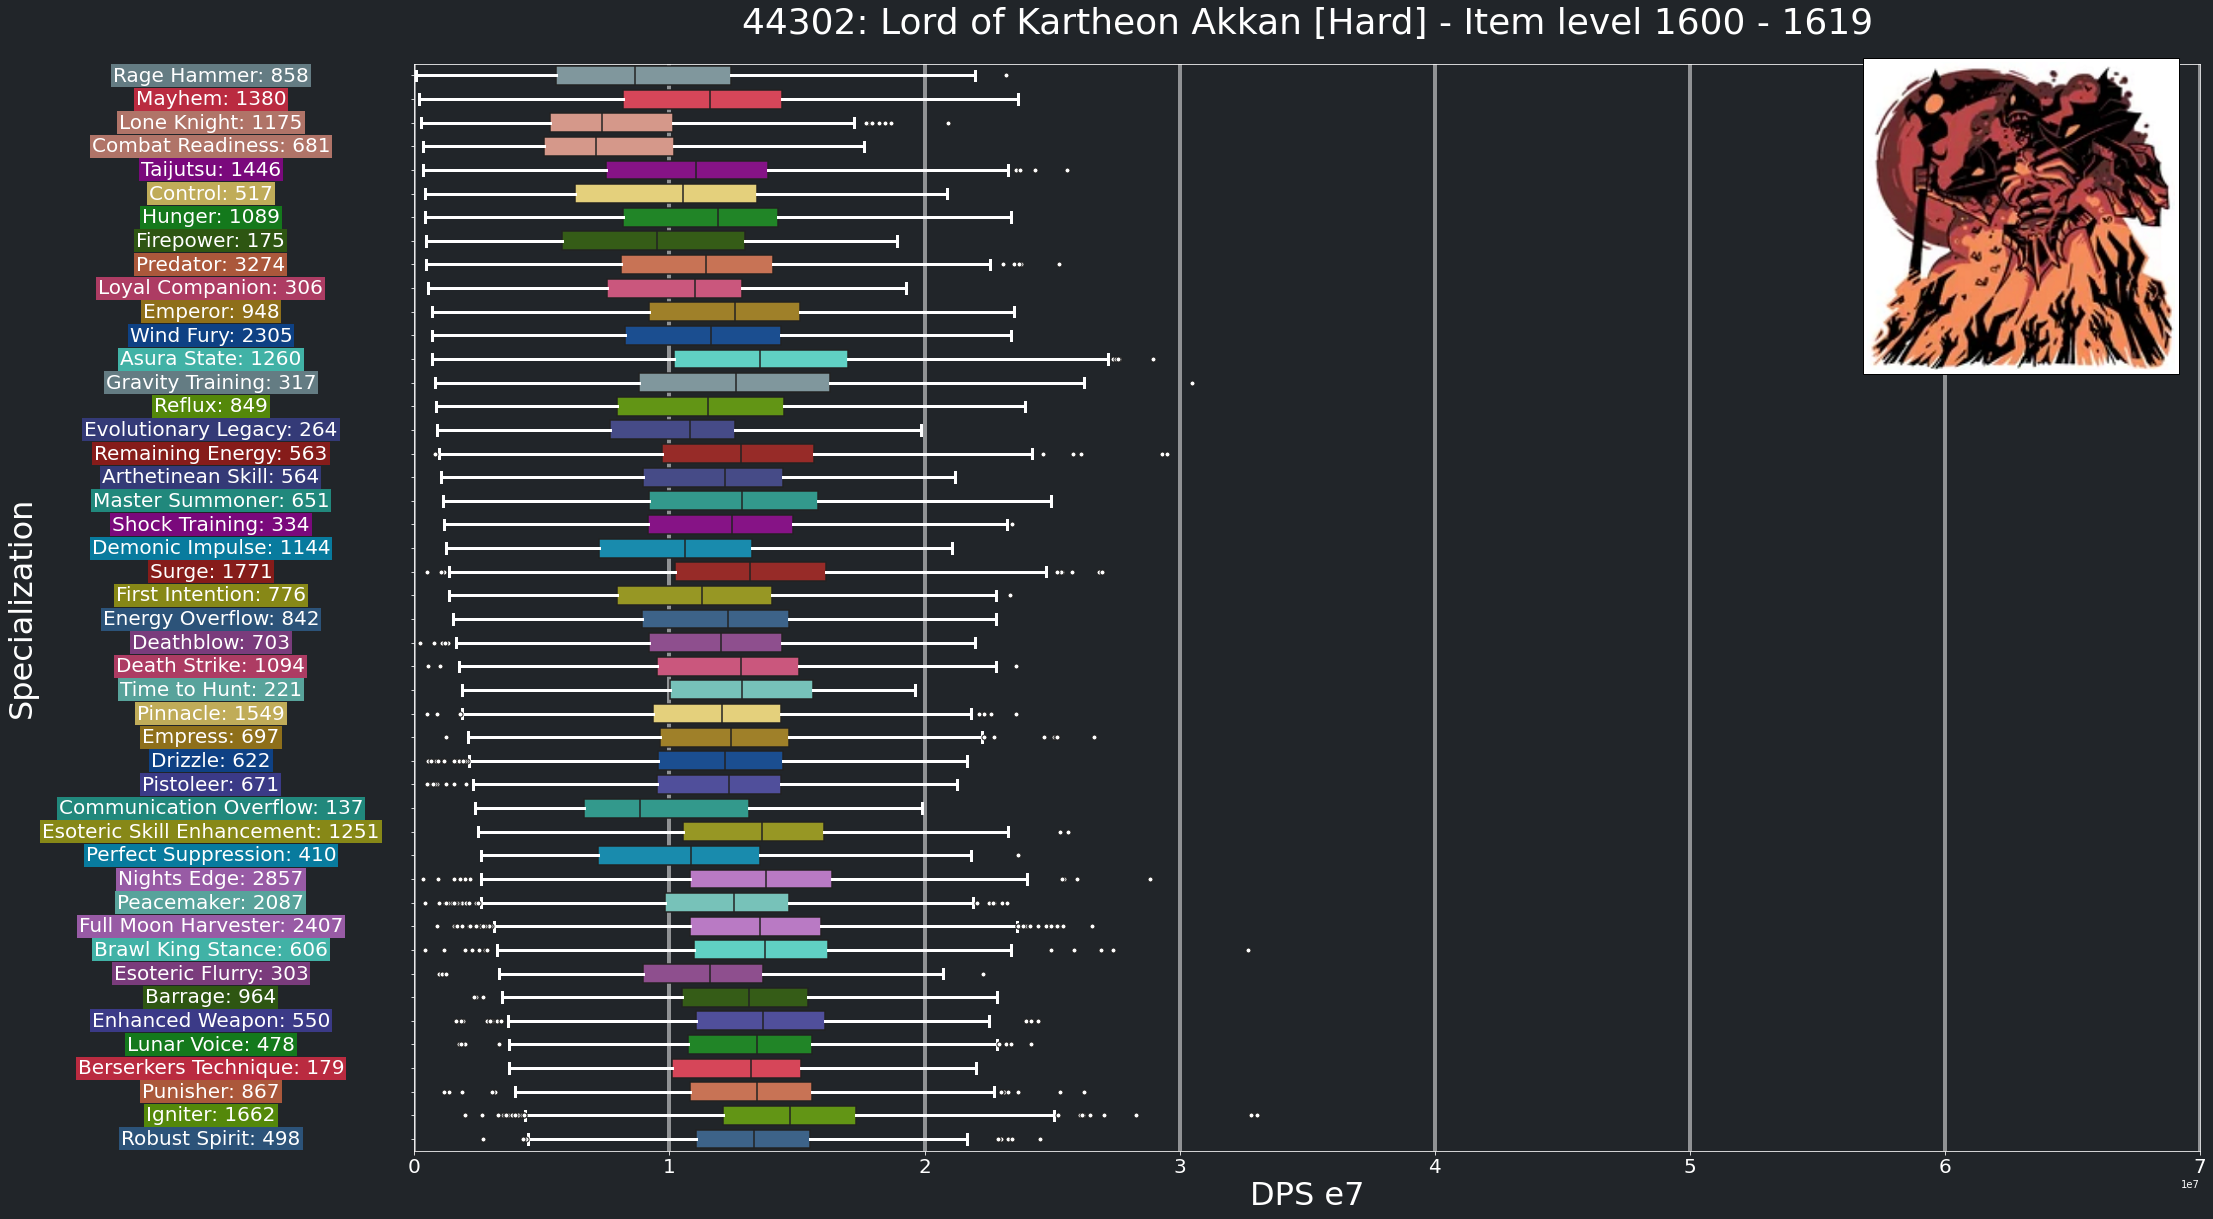 44302: Lord of Kartheon Akkan [Hard] - Item level 1600 - 1619
Specialization
Rage Hammer: 858
Mayhem: 1380
Lone Knight: 1175
Combat Readiness: 681
Taijutsu: 1446
Control: 517
Hunger: 1089
Firepower: 175
Predator: 3274
Loyal Companion: 306
Emperor: 948
Wind Fury: 2305
Asura State: 1260
Gravity Training: 317
Reflux: 849
Evolutionary Legacy: 264
Remaining Energy: 563
Arthetinean Skill: 564
Master Summoner: 651
Shock Training: 334
Demonic Impulse: 1144
Surge: 1771
First Intention: 776
Energy Overflow: 842
Deathblow: 703
Death Strike: 1094
Time to Hunt: 221
Pinnacle: 1549
Empress: 697
Drizzle: 622
Pistoleer: 671
Communication Overflow: 137
Esoteric Skill Enhancement: 1251
Perfect Suppression: 410
Nights Edge: 2857
Peacemaker: 2087
Full Moon Harvester: 2407
Brawl King Stance: 606
Esoteric Flurry: 303
Barrage: 964
Enhanced Weapon: 550
Lunar Voice: 478
Berserkers Technique: 179
Punisher: 867
Igniter: 1662
Robust Spirit: 498
0 1 2 3 4 5 6 7
1e7
DPS e7